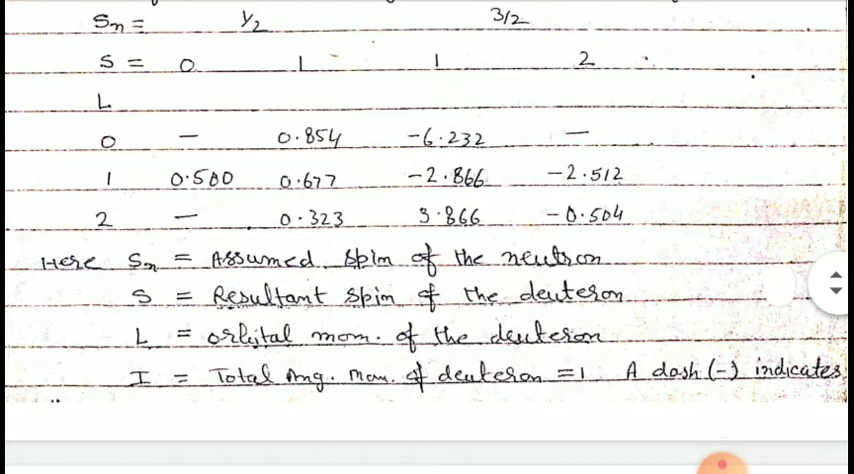 Sn = 1/2 3/2
S = 0 1 1 2
L
0 — 0.854 -6.232 —
1 0.500 0.677 -2.866 -2.512
2 — 0.323 3.866 -0.504
Here Sn = Assumed spin of the neutron
S = Resultant spin of the deuteron
L = orbital mom. of the deuteron
I = Total Ang. mom. of deuteron = 1. A dash (-) indicates